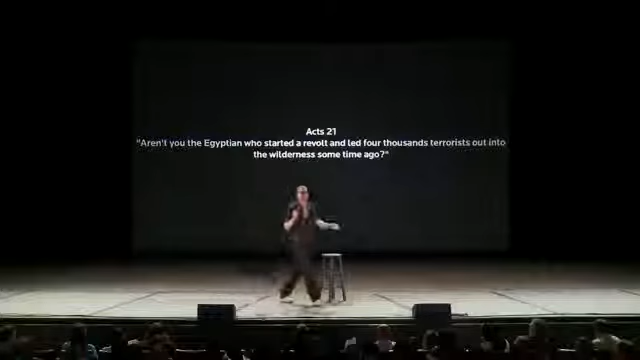 Acts 21
"Aren't you the Egyptian who started a revolt and led four thousands terrorists out into
the wilderness some time ago?"